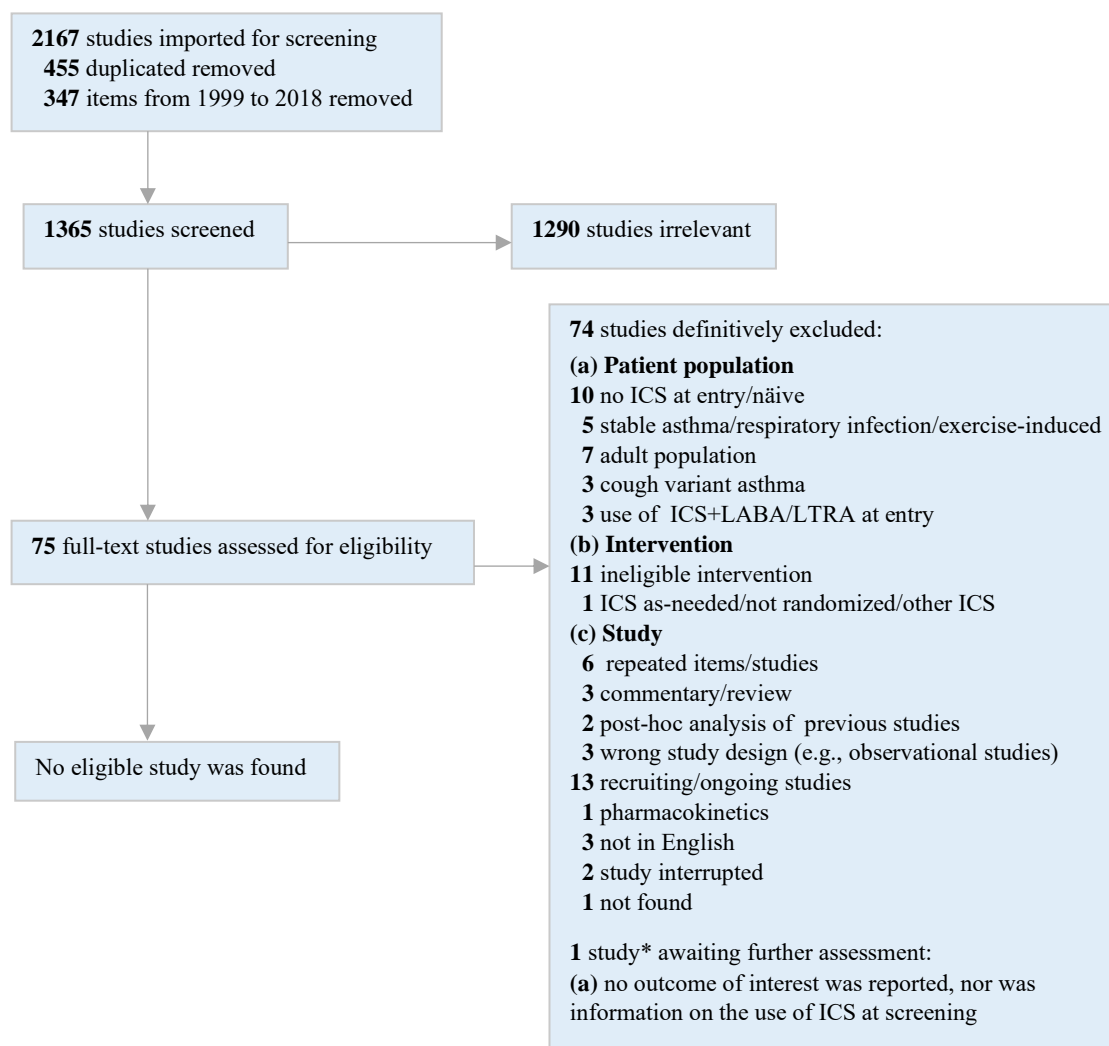 2167 studies imported for screening
455 duplicated removed
347 items from 1999 to 2018 removed
1365 studies screened
1290 studies irrelevant
75 full-text studies assessed for eligibility
74 studies definitively excluded:
(a) Patient population
10 no ICS at entry/näive
5 stable asthma/respiratory infection/exercise-induced
7 adult population
3 cough variant asthma
3 use of ICS+LABA/LTRA at entry
(b) Intervention
11 ineligible intervention
1 ICS as-needed/not randomized/other ICS
(c) Study
6 repeated items/studies
3 commentary/review
2 post-hoc analysis of previous studies
3 wrong study design (e.g., observational studies)
13 recruiting/ongoing studies
1 pharmacokinetics
3 not in English
2 study interrupted
1 not found
1 study* awaiting further assessment:
(a) no outcome of interest was reported, nor was
information on the use of ICS at screening
No eligible study was found